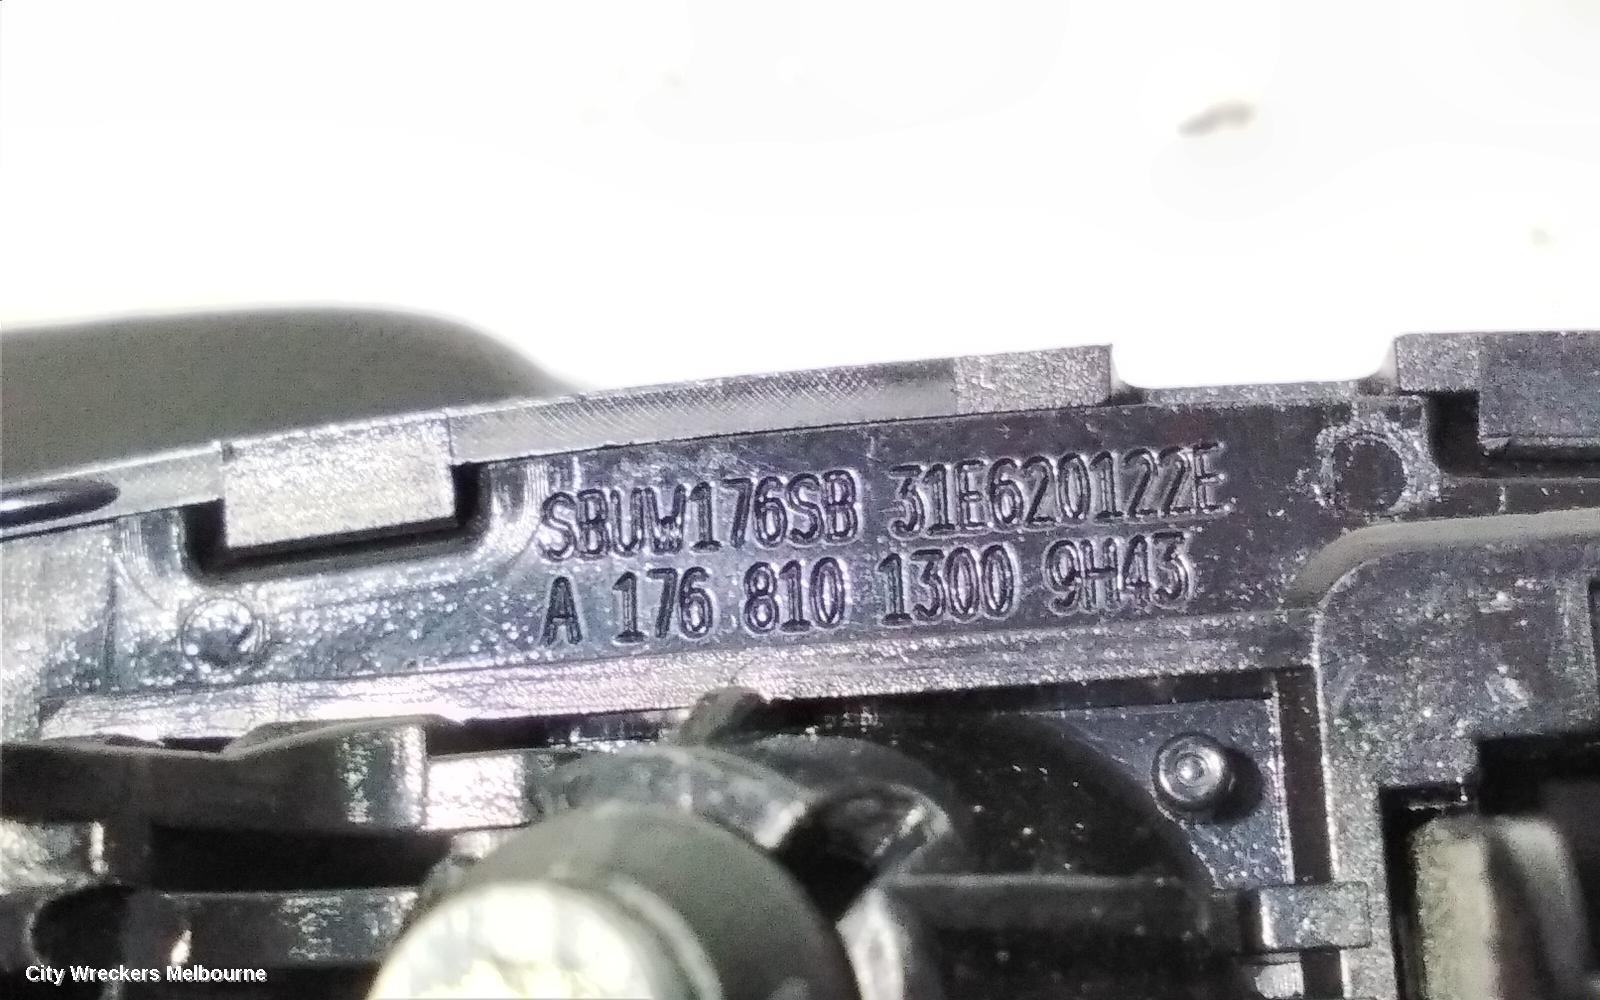 SBUW176SB 31E620122E
A 176 810 1300 9H43
City Wreckers Melbourne